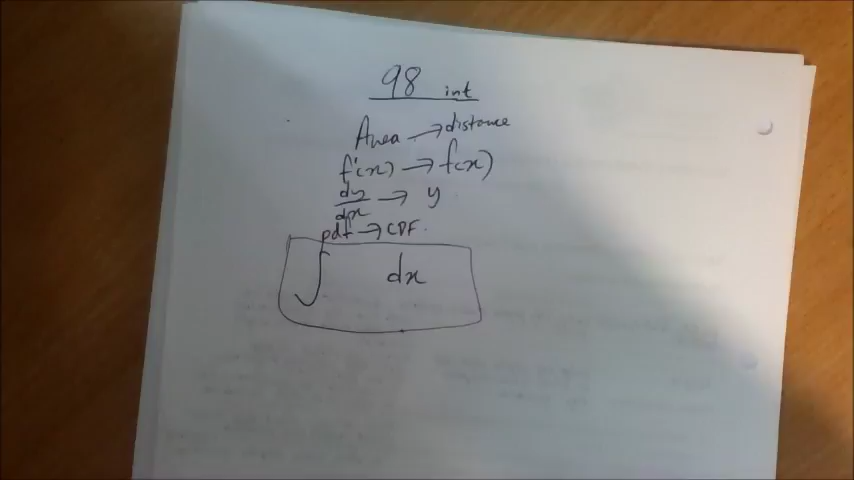 98 int
Area → distance
f'(x) → f(x)
dy/dx → y
pdf → CDF.
∫ dx